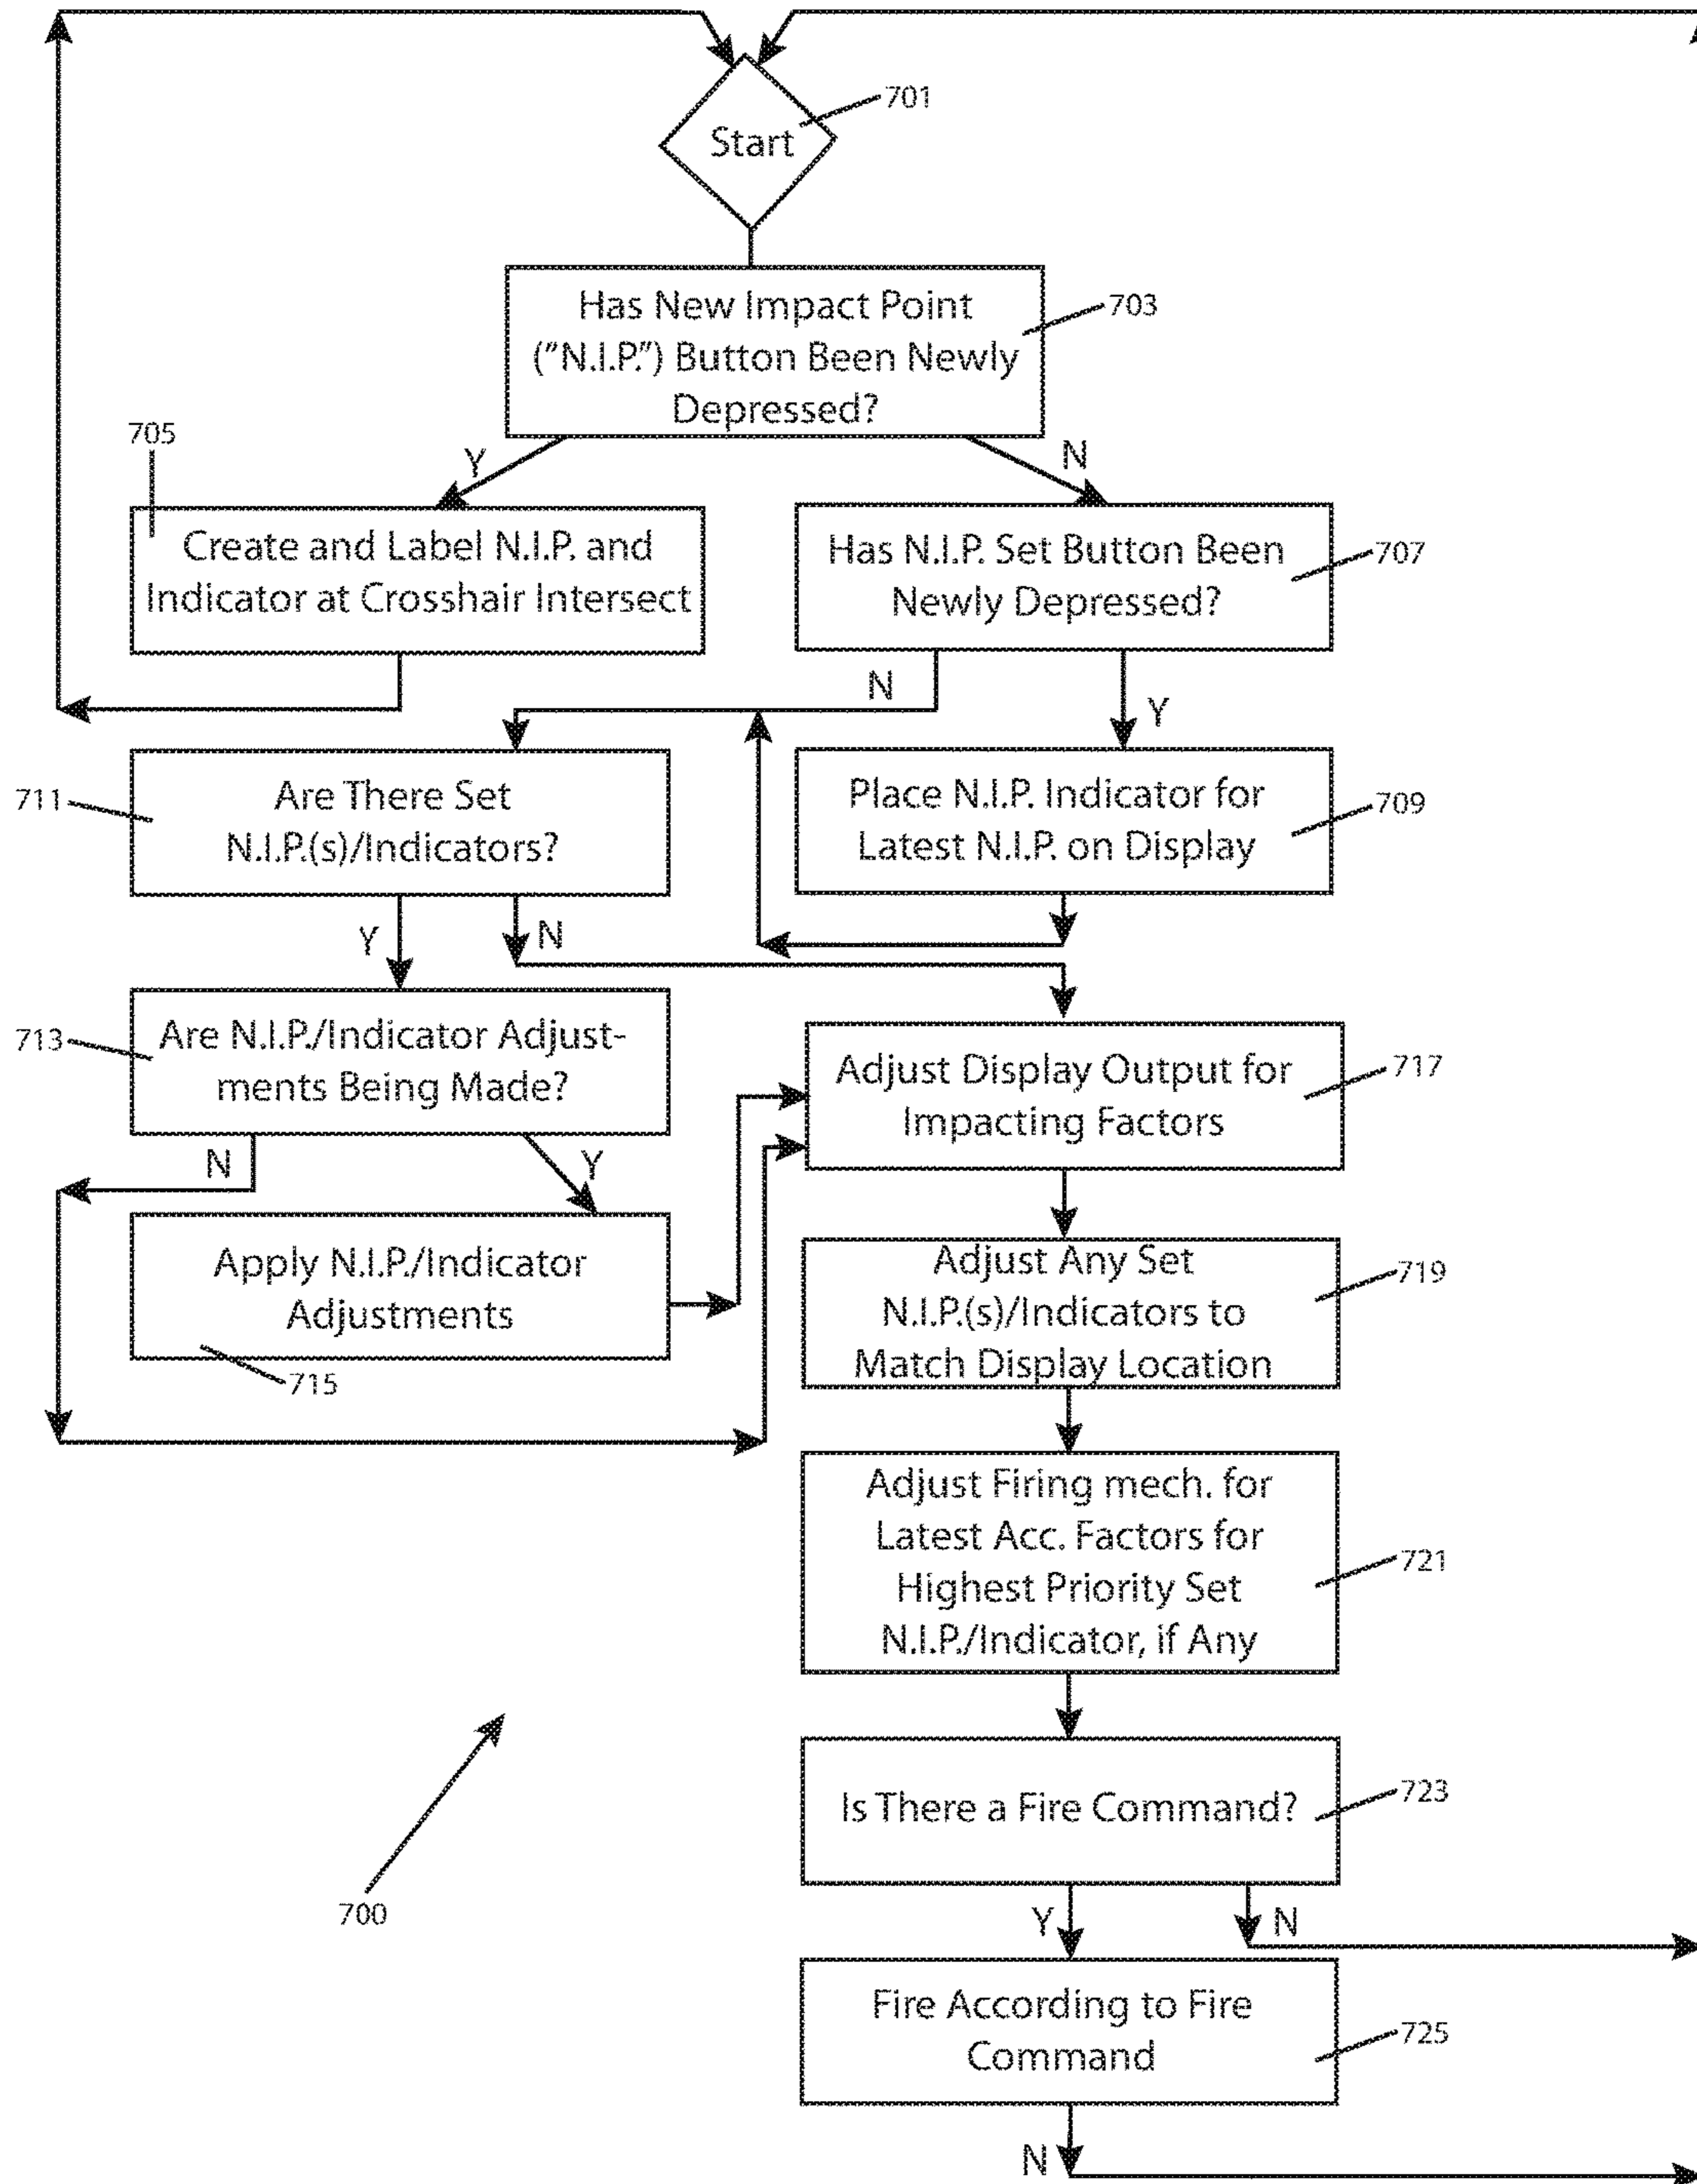 701
Start
Has New Impact Point
("N.I.P.") Button Been Newly
Depressed?
703
705
Y
N
Create and Label N.I.P. and
Indicator at Crosshair Intersect
Has N.I.P. Set Button Been
Newly Depressed?
707
N
Y
711
Are There Set
N.I.P.(s)/Indicators?
Place N.I.P. Indicator for
Latest N.I.P. on Display
709
Y
N
713
Are N.I.P./Indicator Adjust-
ments Being Made?
Adjust Display Output for
Impacting Factors
717
N
Y
Apply N.I.P./Indicator
Adjustments
715
Adjust Any Set
N.I.P.(s)/Indicators to
Match Display Location
719
Adjust Firing mech. for
Latest Acc. Factors for
Highest Priority Set
N.I.P./Indicator, if Any
721
Is There a Fire Command?
723
700
Y
N
Fire According to Fire
Command
725
N